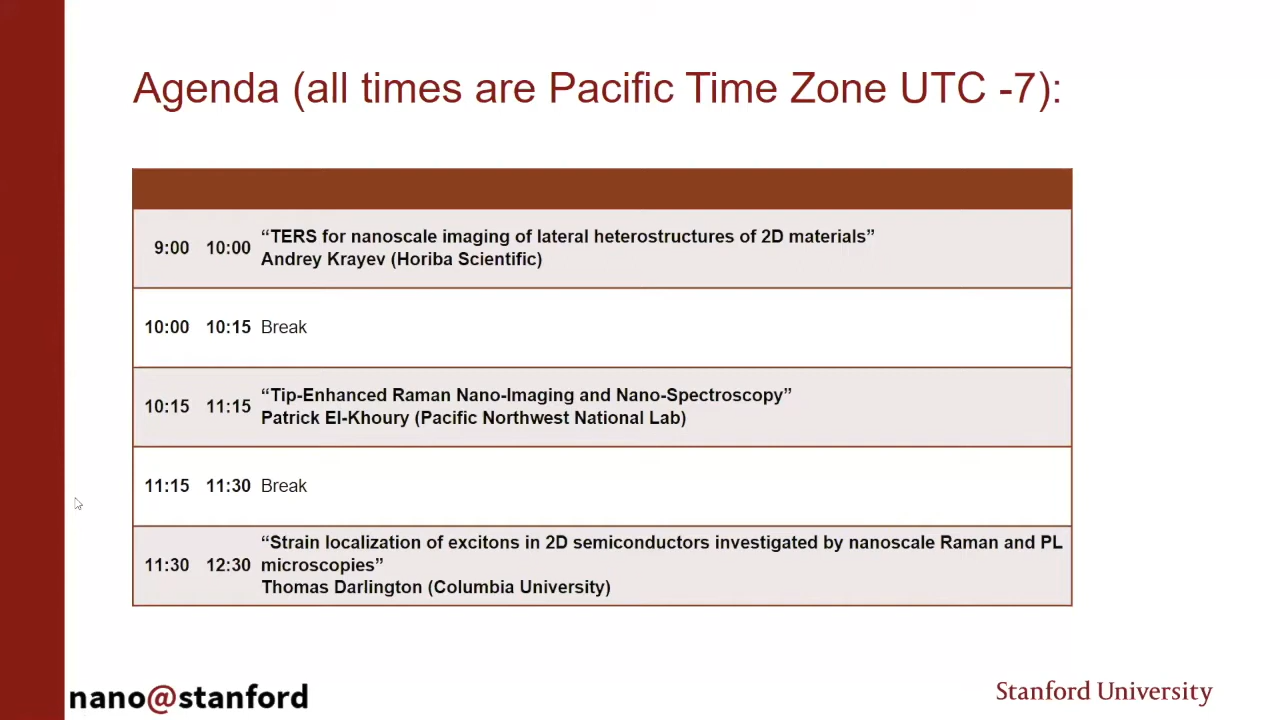 Agenda (all times are Pacific Time Zone UTC -7):
9:00 10:00 “TERS for nanoscale imaging of lateral heterostructures of 2D materials”
Andrey Krayev (Horiba Scientific)
10:00 10:15 Break
10:15 11:15 “Tip-Enhanced Raman Nano-Imaging and Nano-Spectroscopy”
Patrick El-Khoury (Pacific Northwest National Lab)
11:15 11:30 Break
11:30 12:30 “Strain localization of excitons in 2D semiconductors investigated by nanoscale Raman and PL
microscopies”
Thomas Darlington (Columbia University)
nano@stanford
Stanford University